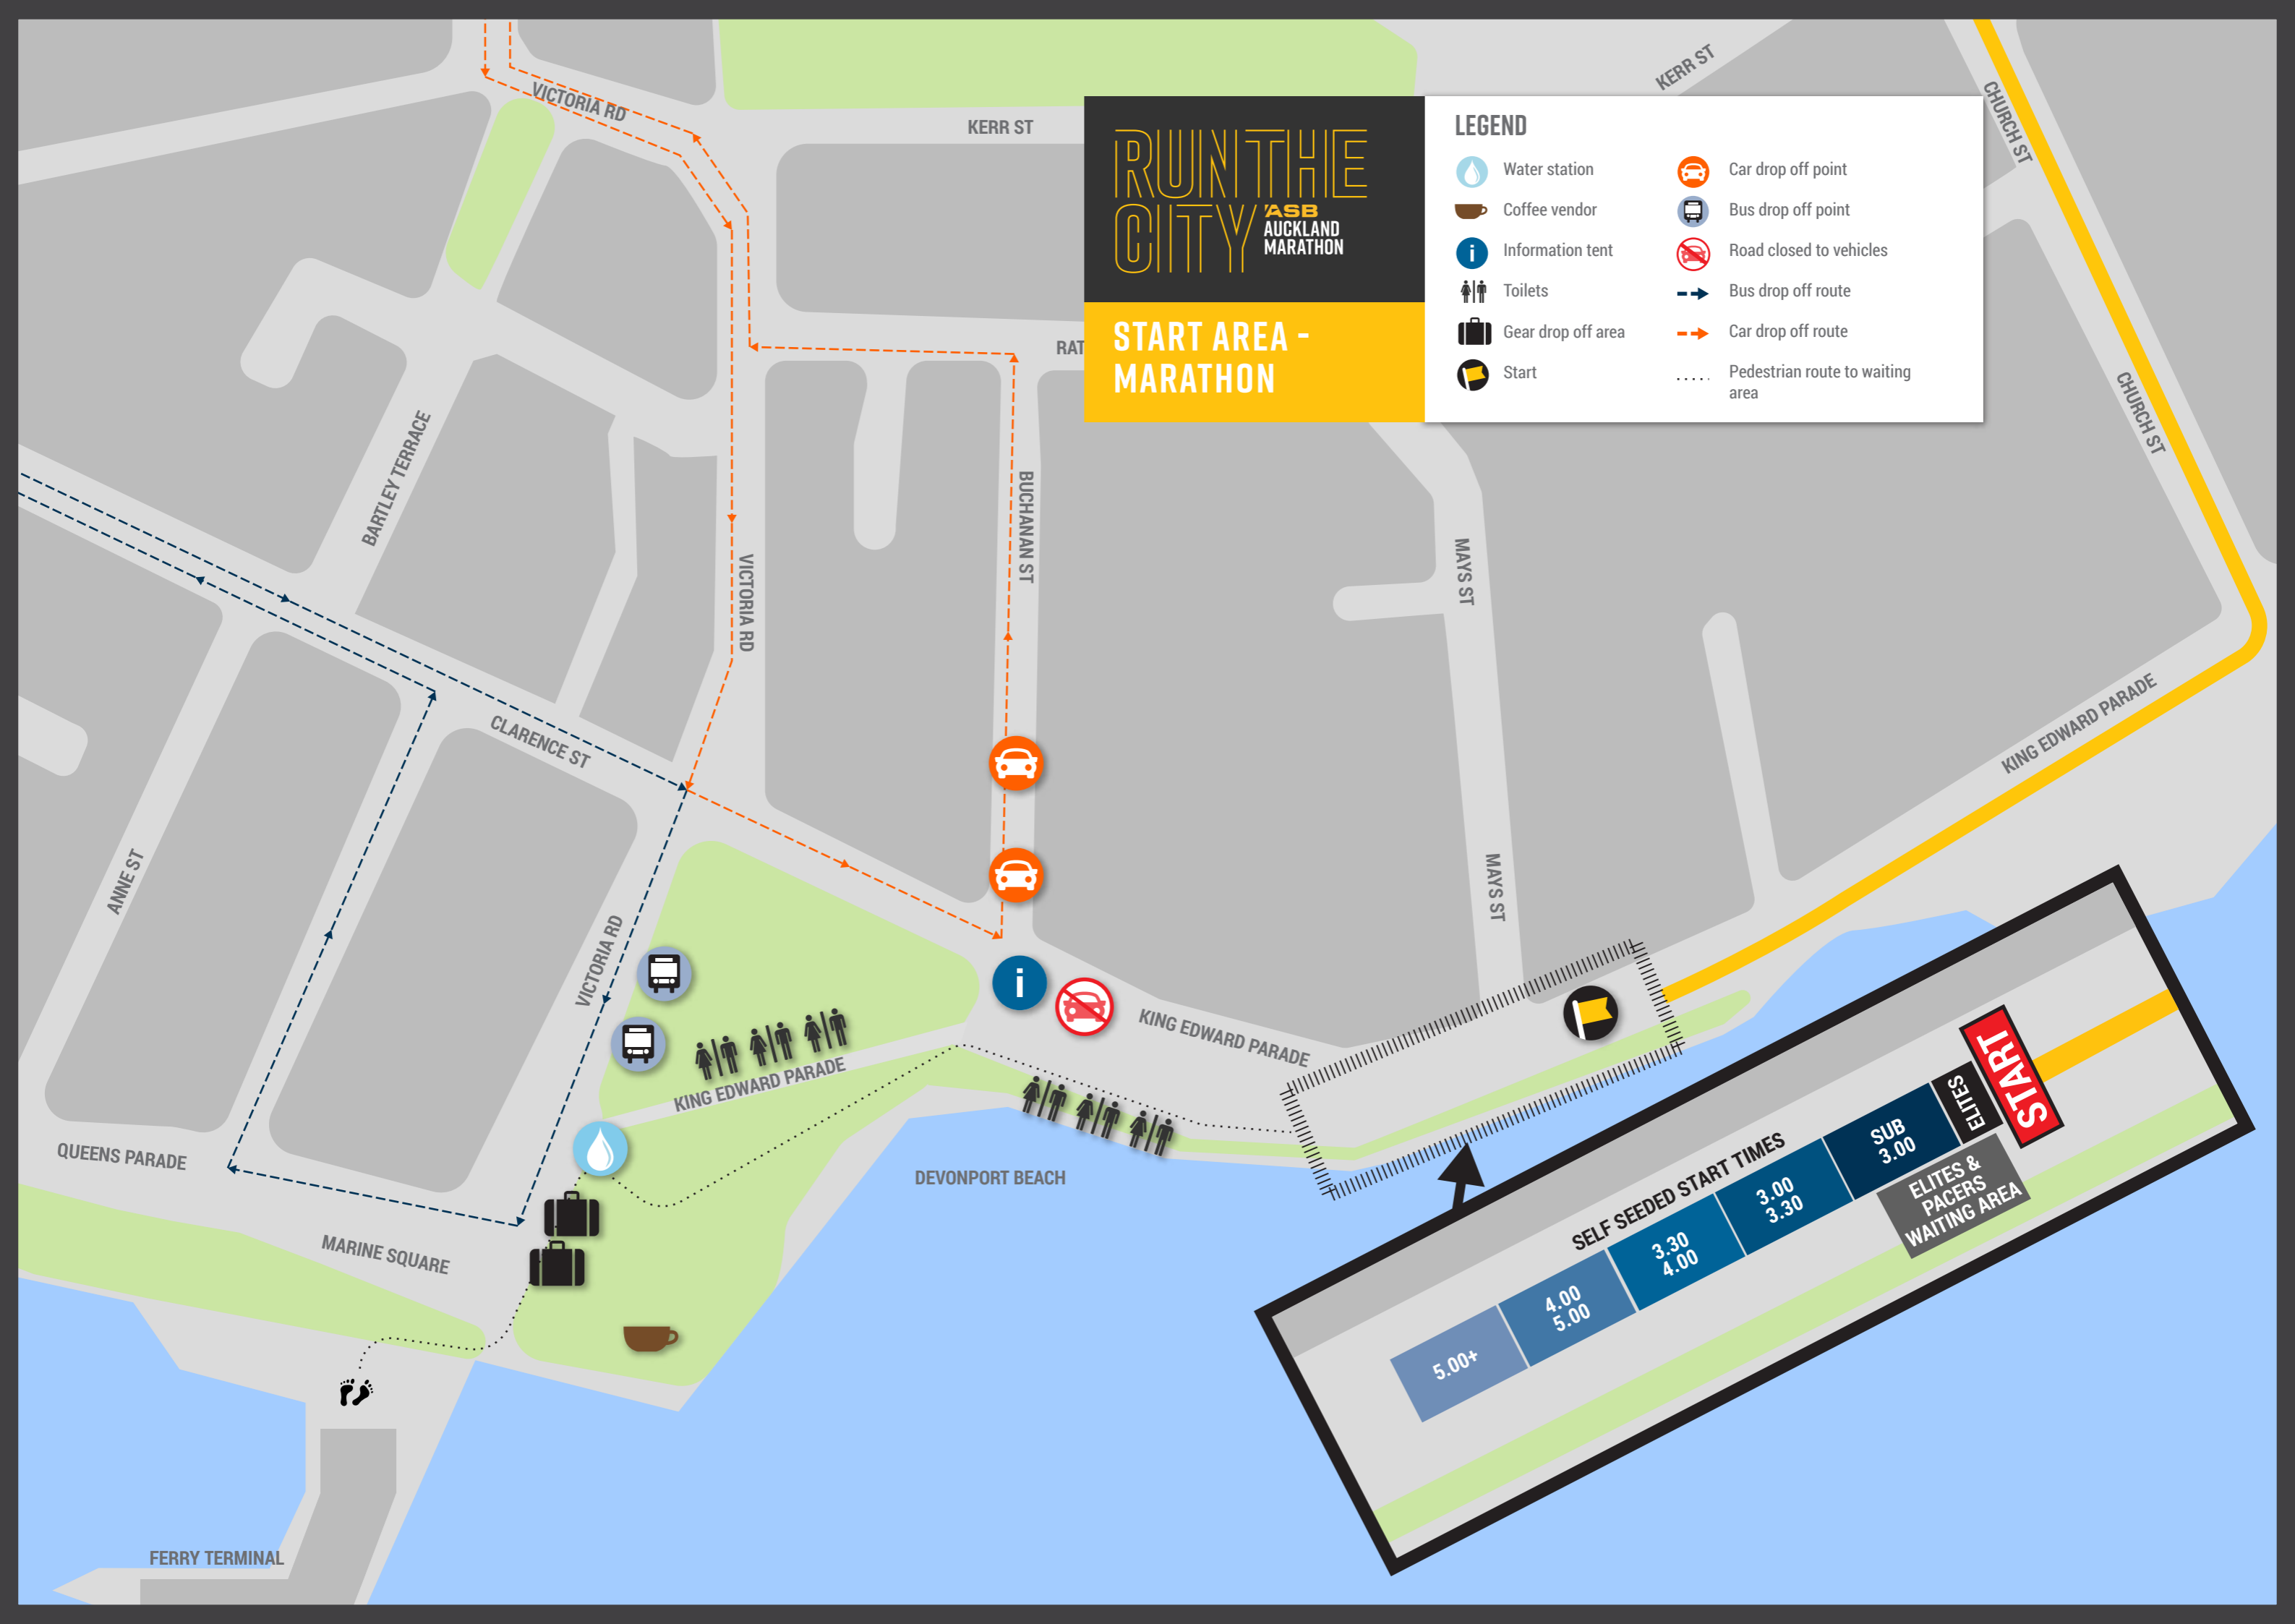 VICTORIA RD
KERR ST
KERR ST
CHURCH ST
RUN THE
CITY
ASB
AUCKLAND
MARATHON
START AREA -
MARATHON
LEGEND
Water station
Coffee vendor
Information tent
Toilets
Gear drop off area
Start
Car drop off point
Bus drop off point
Road closed to vehicles
Bus drop off route
Car drop off route
Pedestrian route to waiting
area
RAT
CHURCH ST
BARTLEY TERRACE
BUCHANAN ST
VICTORIA RD
MAYS ST
CLARENCE ST
KING EDWARD PARADE
ANNE ST
VICTORIA RD
MAYS ST
i
KING EDWARD PARADE
KING EDWARD PARADE
QUEENS PARADE
DEVONPORT BEACH
MARINE SQUARE
SELF SEEDED START TIMES
START
ELITES
SUB
3.00
3.00
3.30
3.30
4.00
4.00
5.00
5.00+
ELITES &
PACERS
WAITING AREA
FERRY TERMINAL